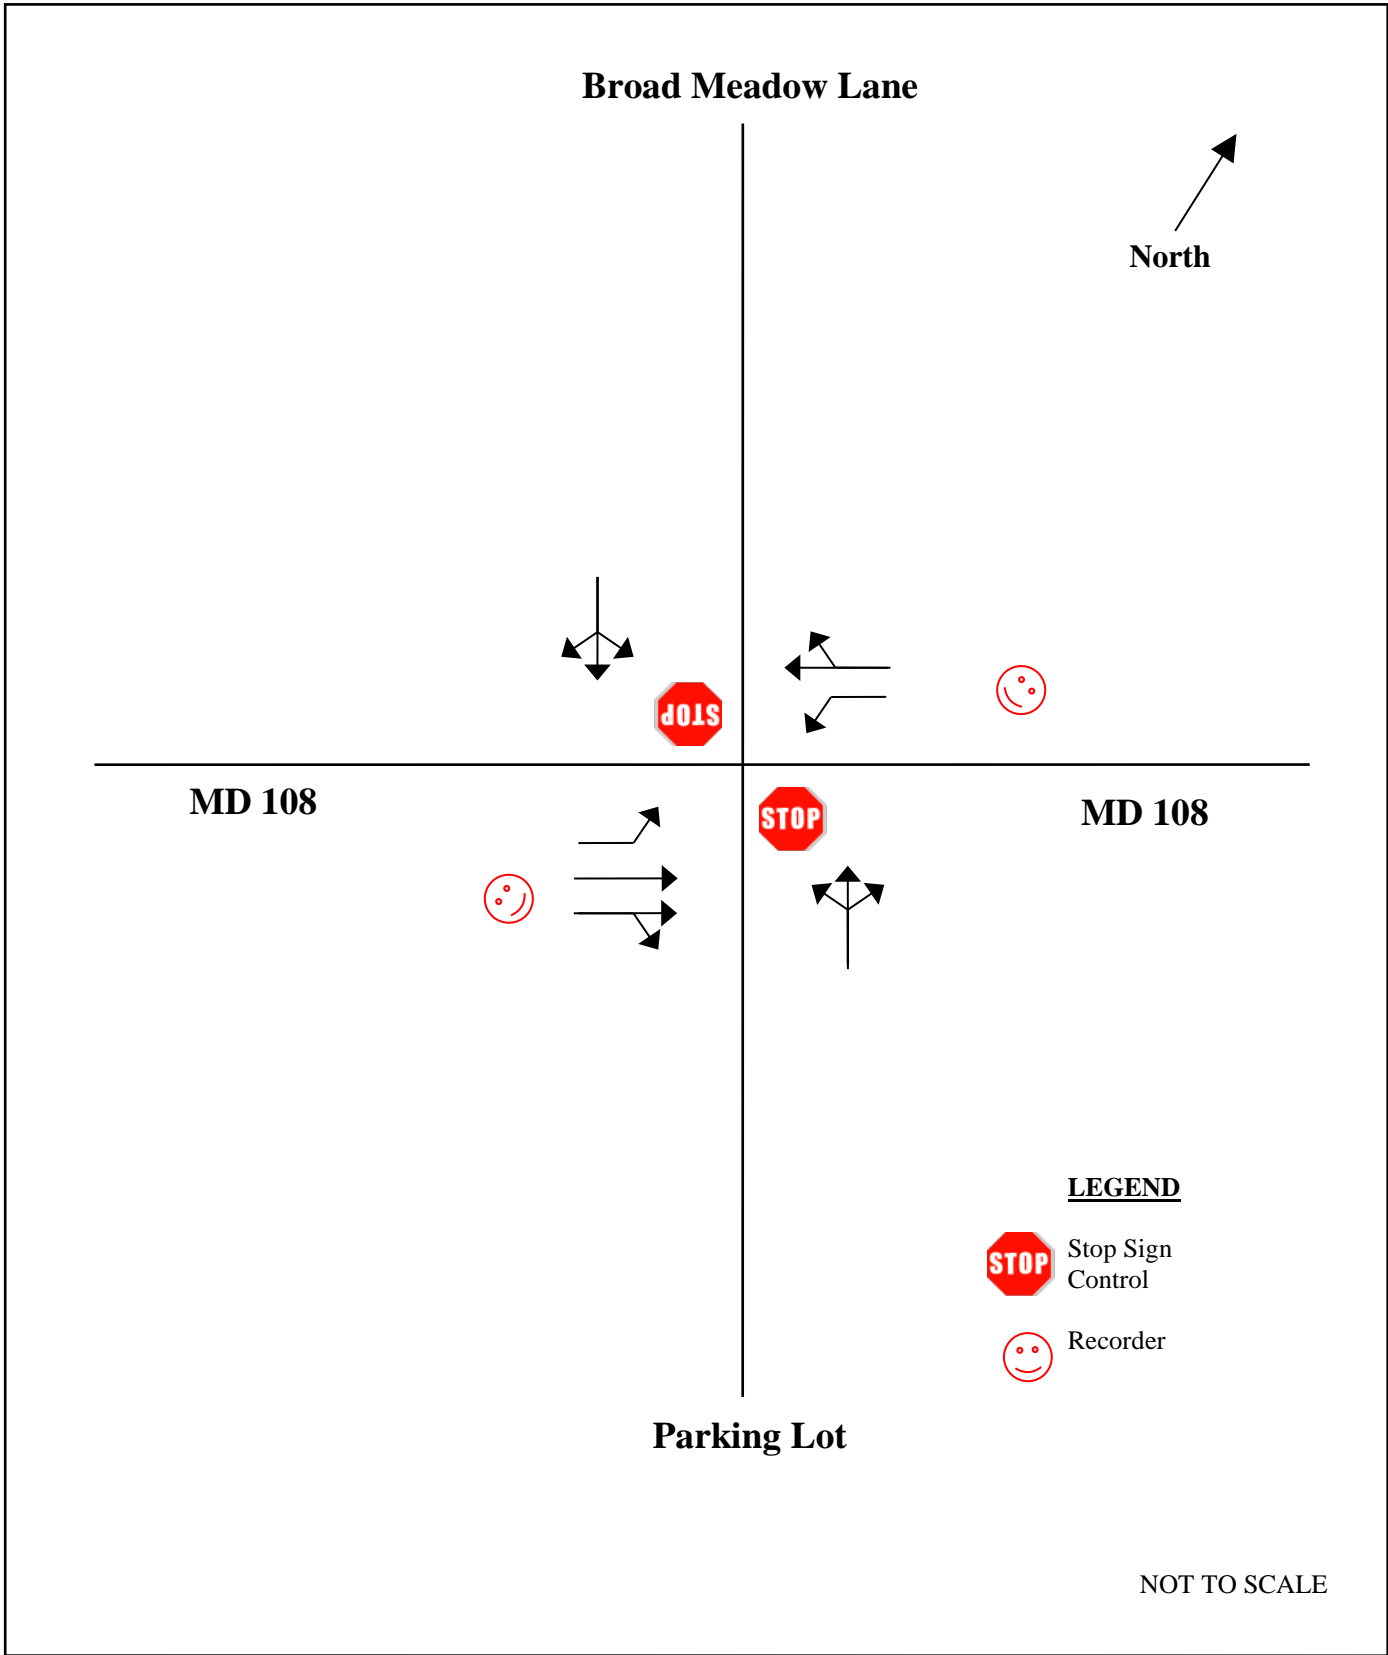 Broad Meadow Lane
North
STOP
MD 108
STOP
MD 108
LEGEND
STOP
Stop Sign
Control
Recorder
Parking Lot
NOT TO SCALE